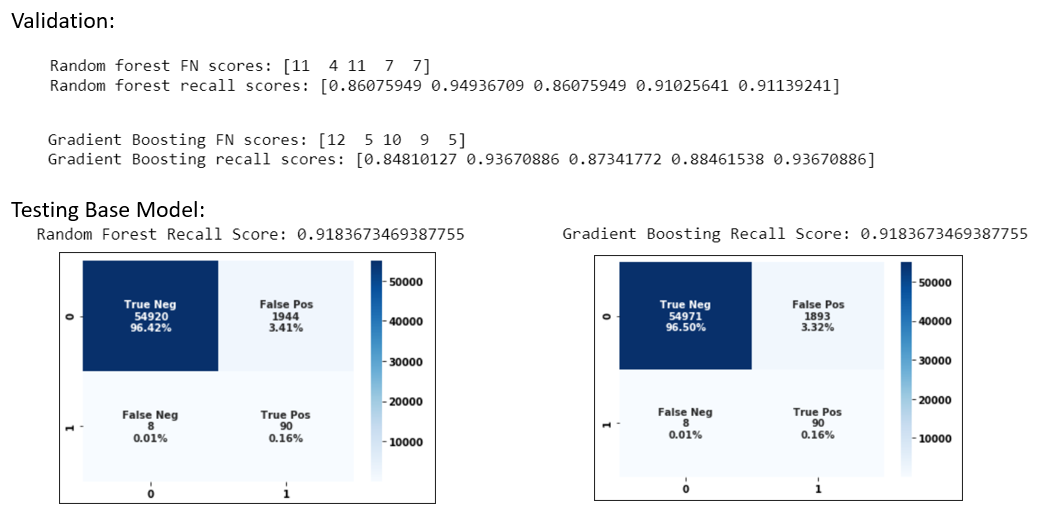 Validation:
Random forest FN scores: [11  4 11  7  7]
Random forest recall scores: [0.86075949 0.94936709 0.86075949 0.91025641 0.91139241]
Gradient Boosting FN scores: [12  5 10  9  5]
Gradient Boosting recall scores: [0.84810127 0.93670886 0.87341772 0.88461538 0.93670886]
Testing Base Model:
Random Forest Recall Score: 0.9183673469387755
True Neg
54920
96.42%
False Pos
1944
3.41%
False Neg
8
0.01%
True Pos
90
0.16%
0
1
0
1
50000
40000
30000
20000
10000
Gradient Boosting Recall Score: 0.9183673469387755
True Neg
54971
96.50%
False Pos
1893
3.32%
False Neg
8
0.01%
True Pos
90
0.16%
0
1
0
1
50000
40000
30000
20000
10000